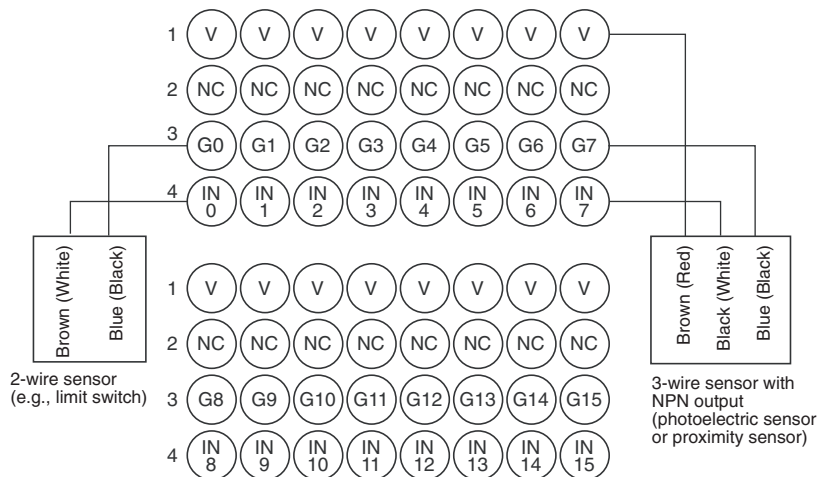 1 V V V V V V V V
2 NC NC NC NC NC NC NC NC
3 G0 G1 G2 G3 G4 G5 G6 G7
4 IN 0 IN 1 IN 2 IN 3 IN 4 IN 5 IN 6 IN 7
Brown (White)
Blue (Black)
2-wire sensor
(e.g., limit switch)
Brown (Red)
Black (White)
Blue (Black)
3-wire sensor with
NPN output
(photoelectric sensor
or proximity sensor)
1 V V V V V V V V
2 NC NC NC NC NC NC NC NC
3 G8 G9 G10 G11 G12 G13 G14 G15
4 IN 8 IN 9 IN 10 IN 11 IN 12 IN 13 IN 14 IN 15